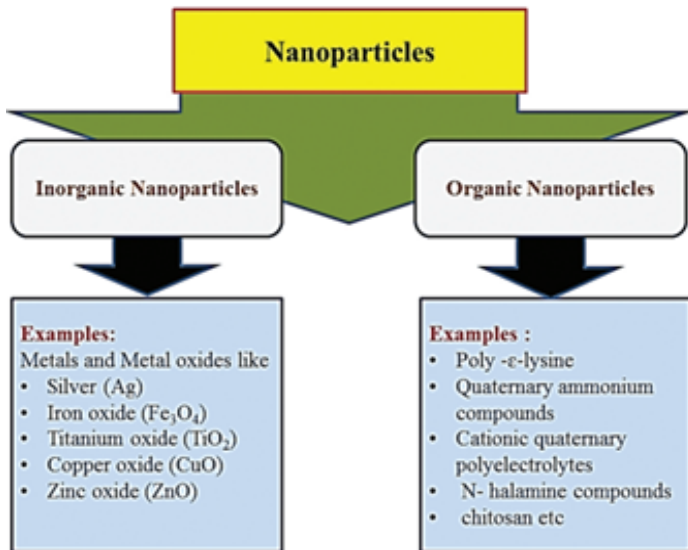 Nanoparticles
Inorganic Nanoparticles
Organic Nanoparticles
Examples:
Metals and Metal oxides like
• Silver (Ag)
• Iron oxide (Fe₃O₄)
• Titanium oxide (TiO₂)
• Copper oxide (CuO)
• Zinc oxide (ZnO)
Examples :
• Poly -ε-lysine
• Quaternary ammonium
compounds
• Cationic quaternary
polyelectrolytes
• N- halamine compounds
• chitosan etc